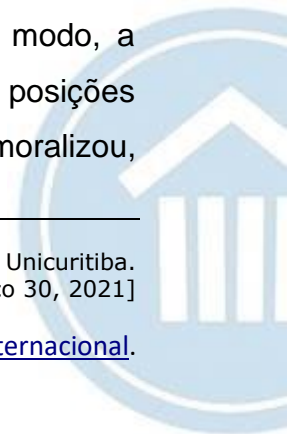 modo, a
posições
moralizou,
Unicuritiba.
o 30, 2021]
ternacional.